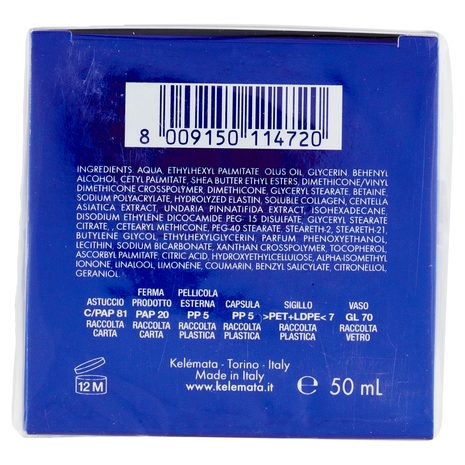 8 009150 114720
INGREDIENTS: AQUA ETHYLHEXYL PALMITATE OLUS OIL, GLYCERIN BEHENYL
ALCOHOL CETYL PALMITATE, SHEA BUTTER ETHYL ESTERS, DIMETHICONE/VINYL
DIMETHICONE CROSSPOLYMER, DIMETHICONE, GLYCERYL STEARATE, BETAINE,
SODIUM POLYACRYLATE, HYDROLYZED ELASTIN, SOLUBLE COLLAGEN, CENTELLA
ASIATICA EXTRACT, UNDARIA PINNATIFIDA EXTRACT, ISOHEXADECANE,
DISODIUM ETHYLENE DICOCAMIDE PEG 15 DISULFATE, GLYCERYL STEARATE
CITRATE, , CETEARYL METHICONE, PEG-40 STEARATE, STEARETH-2, STEARETH-21,
BUTYLENE GLYCOL, ETHYLHEXYLGLYCERIN, PARFUM, PHENOXYETHANOL,
LECITHIN, SODIUM BICARBONATE, XANTHAN CROSSPOLYMER, TOCOPHEROL,
ASCORBYL PALMITATE, CITRIC ACID, HYDROXYETHYLCELLULOSE, ALPHA-ISOMETHYL
IONONE, LINALOOL, LIMONENE, COUMARIN, BENZYL SALICYLATE, CITRONELLOL
GERANIOL
FERMA PELLICOLA
ASTUCCIO PRODOTTO ESTERNA CAPSULA SIGILLO VASO
C/PAP 81 PAP 20 PP 5 PP 5 >PET+LDPE< 7 GL 70
RACCOLTA RACCOLTA RACCOLTA RACCOLTA RACCOLTA RACCOLTA
CARTA CARTA PLASTICA PLASTICA PLASTICA VETRO
Kelémata - Torino - Italy
Made in Italy
www.kelemata.it
12 M
℮ 50 mL